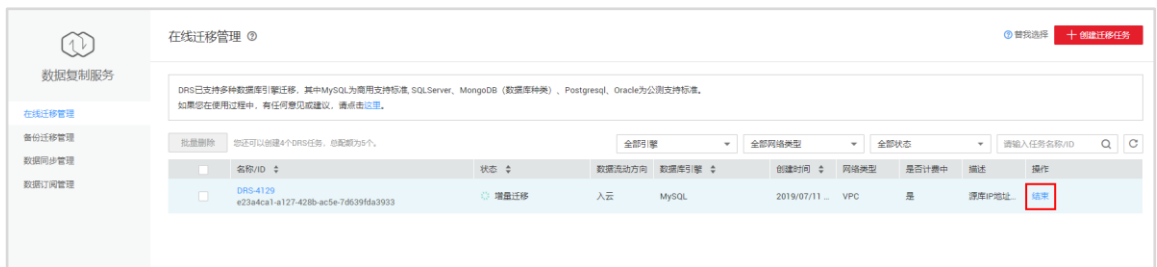 在线迁移管理
替我选择
创建迁移任务
数据复制服务
DRS已支持多种数据库引擎迁移，其中MySQL为商用支持标准, SQLServer、MongoDB（数据库种类）、Postgresql、Oracle为公测支持标准。
如果您在使用过程中，有任何意见或建议，请点击这里。
在线迁移管理
备份迁移管理
数据同步管理
数据订阅管理
批量删除 您还可以创建4个DRS任务，总配额为5个。 全部引擎 全部网络类型 全部状态 请输入任务名称/ID
名称/ID 状态 数据流动方向 数据库引擎 创建时间 网络类型 是否计费中 描述 操作
DRS-4129
e23a4ca1-a127-428b-ac5e-7d639fda3933
增量迁移 入云 MySQL 2019/07/11 ... VPC 是 源库IP地址... 结束